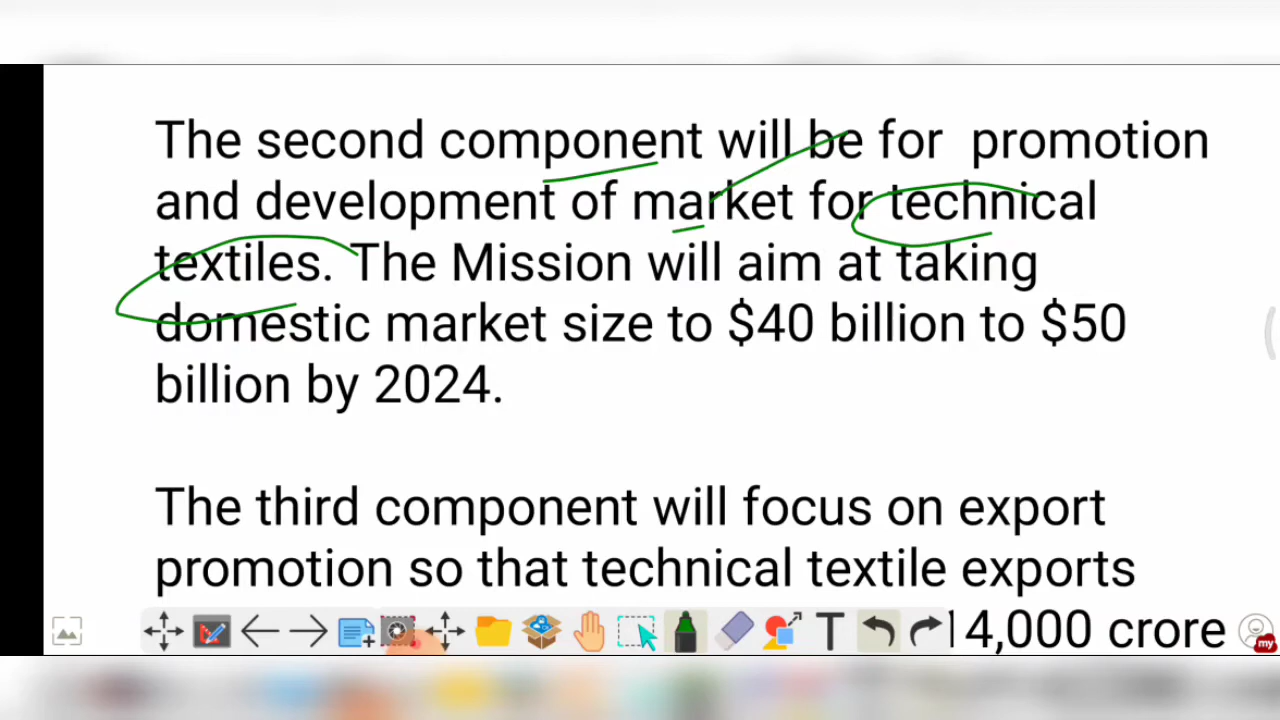 The second component will be for promotion
and development of market for technical
textiles. The Mission will aim at taking
domestic market size to $40 billion to $50
billion by 2024.
The third component will focus on export
promotion so that technical textile exports
14,000 crore
T
my